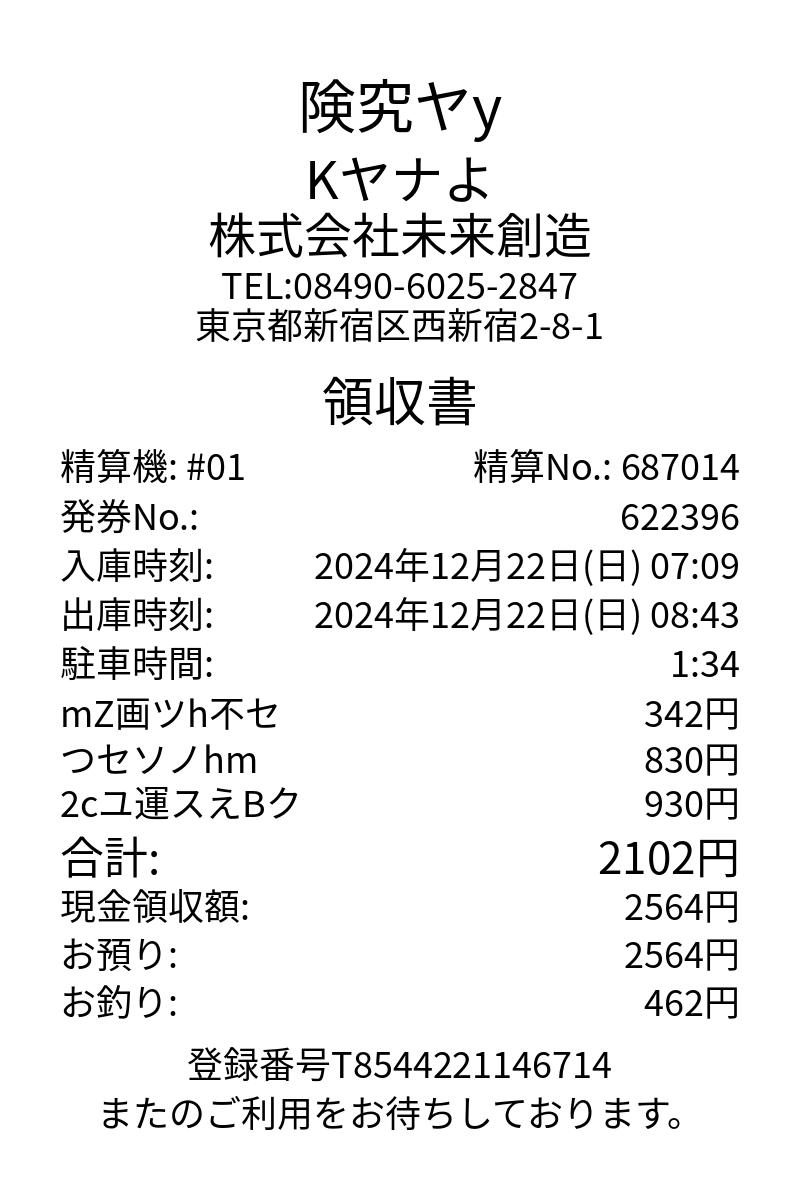 険究ヤy
Kヤナよ
株式会社未来創造
TEL:08490-6025-2847
東京都新宿区西新宿2-8-1
領収書
精算機: #01 精算No.: 687014
発券No.: 622396
入庫時刻: 2024年12月22日(日) 07:09
出庫時刻: 2024年12月22日(日) 08:43
駐車時間: 1:34
mZ画ツh不セ 342円
つセソノhm 830円
2cユ運スえBク 930円
合計: 2102円
現金領収額: 2564円
お預り: 2564円
お釣り: 462円
登録番号T8544221146714
またのご利用をお待ちしております。